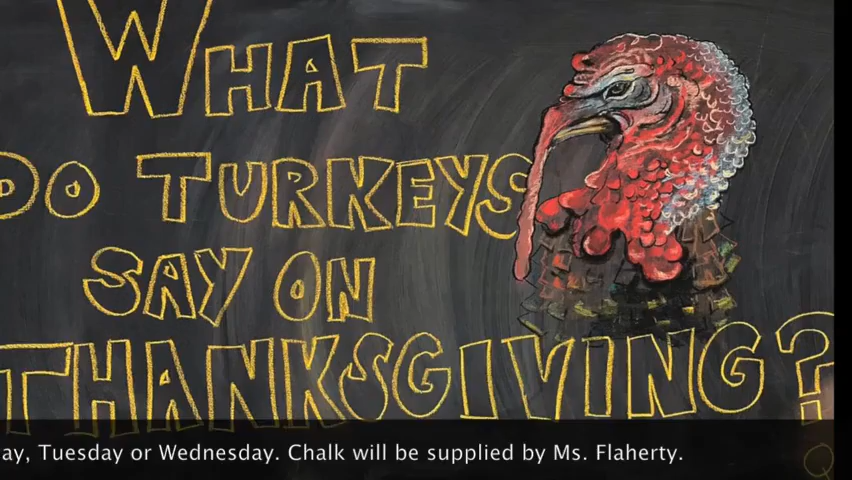 WHAT
DO TURKEYS
SAY ON
THANKSGIVING?
ay, Tuesday or Wednesday. Chalk will be supplied by Ms. Flaherty.